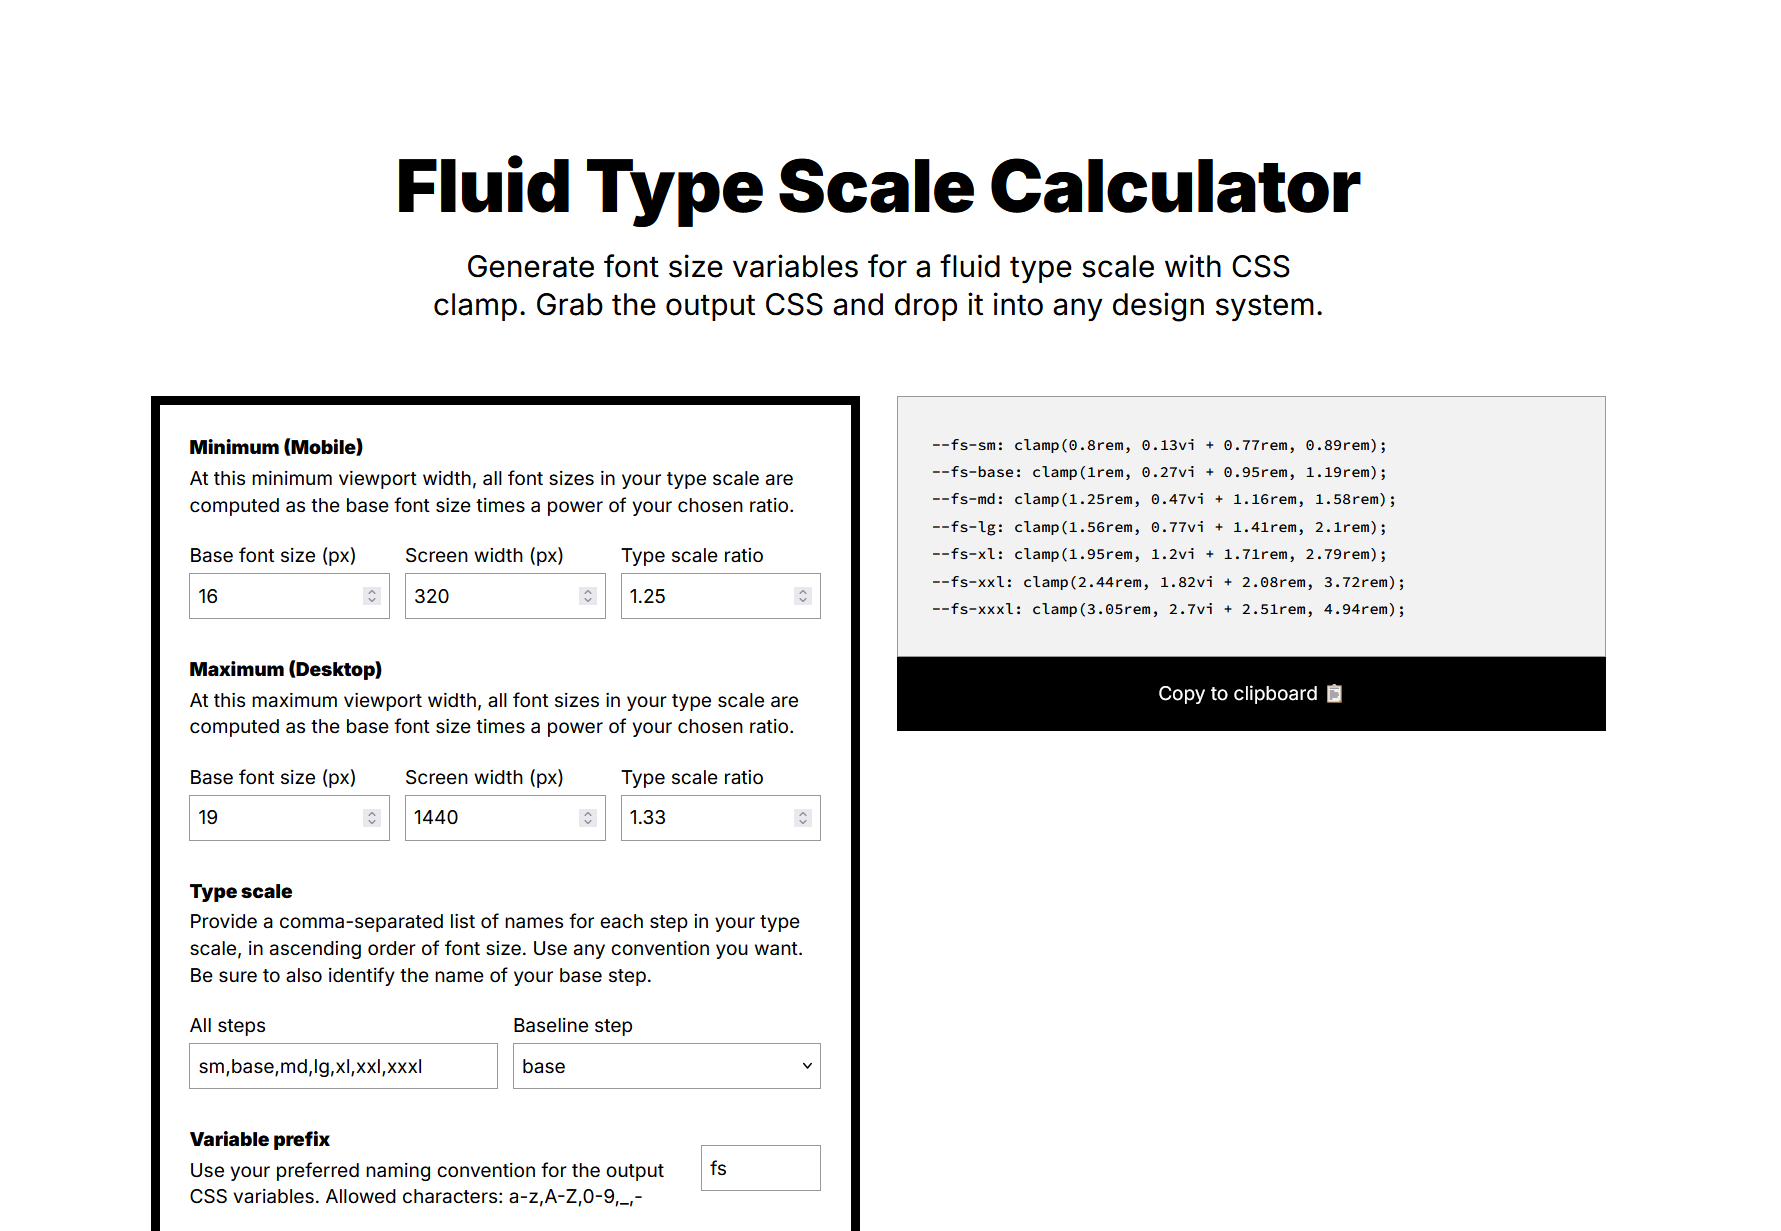 Fluid Type Scale Calculator
Generate font size variables for a fluid type scale with CSS
clamp. Grab the output CSS and drop it into any design system.
Minimum (Mobile)
At this minimum viewport width, all font sizes in your type scale are
computed as the base font size times a power of your chosen ratio.
Base font size (px) Screen width (px) Type scale ratio
16 320 1.25
Maximum (Desktop)
At this maximum viewport width, all font sizes in your type scale are
computed as the base font size times a power of your chosen ratio.
Base font size (px) Screen width (px) Type scale ratio
19 1440 1.33
Type scale
Provide a comma-separated list of names for each step in your type
scale, in ascending order of font size. Use any convention you want.
Be sure to also identify the name of your base step.
All steps Baseline step
sm,base,md,lg,xl,xxl,xxxl base
Variable prefix
Use your preferred naming convention for the output
CSS variables. Allowed characters: a-z,A-Z,0-9,_,-
fs
--fs-sm: clamp(0.8rem, 0.13vi + 0.77rem, 0.89rem);
--fs-base: clamp(1rem, 0.27vi + 0.95rem, 1.19rem);
--fs-md: clamp(1.25rem, 0.47vi + 1.16rem, 1.58rem);
--fs-lg: clamp(1.56rem, 0.77vi + 1.41rem, 2.1rem);
--fs-xl: clamp(1.95rem, 1.2vi + 1.71rem, 2.79rem);
--fs-xxl: clamp(2.44rem, 1.82vi + 2.08rem, 3.72rem);
--fs-xxxl: clamp(3.05rem, 2.7vi + 2.51rem, 4.94rem);
Copy to clipboard 📋